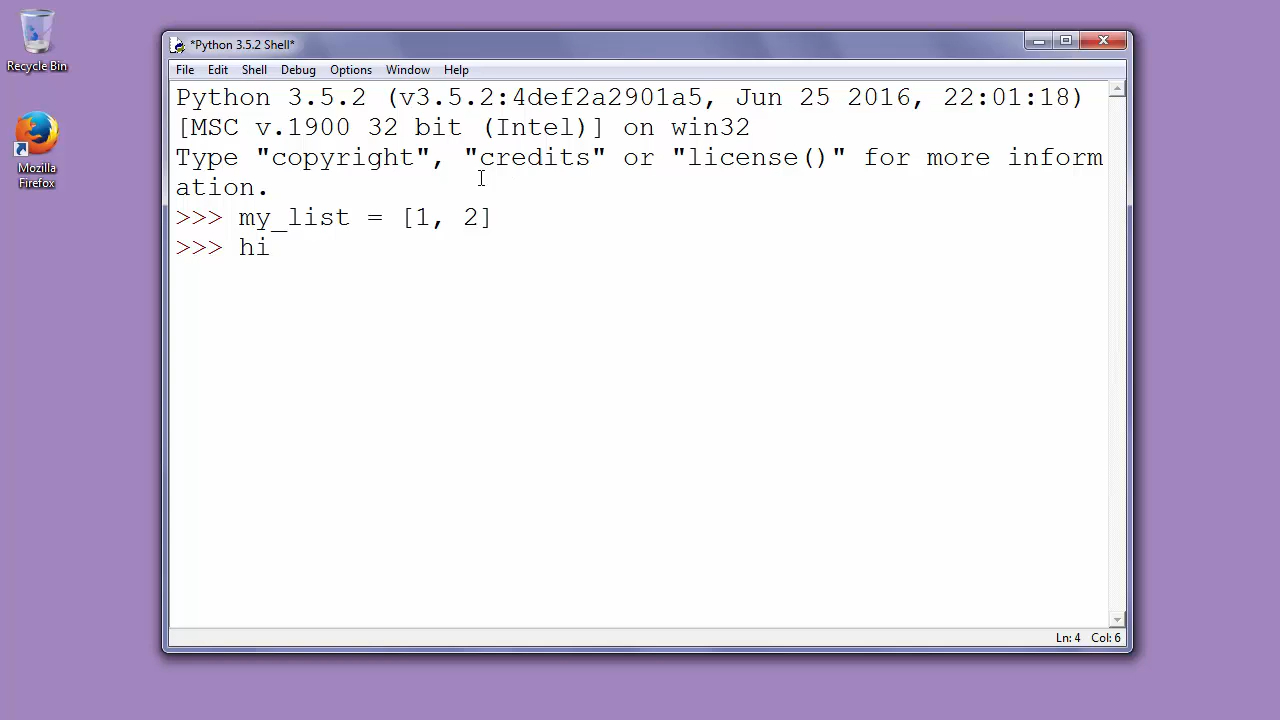 Recycle Bin
Mozilla
Firefox
*Python 3.5.2 Shell*
File Edit Shell Debug Options Window Help
Python 3.5.2 (v3.5.2:4def2a2901a5, Jun 25 2016, 22:01:18)
[MSC v.1900 32 bit (Intel)] on win32
Type "copyright", "credits" or "license()" for more inform
ation.
>>> my_list = [1, 2]
>>> hi
Ln: 4 Col: 6